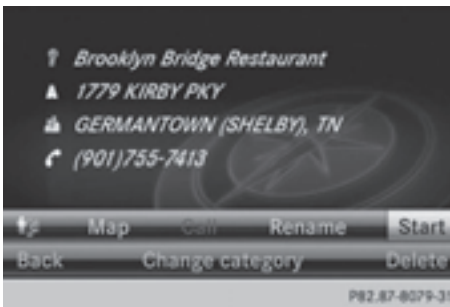 Brooklyn Bridge Restaurant
1779 KIRBY PKY
GERMANTOWN (SHELBY), TN
(901)755-7413
Map Call Rename Start
Back Change category Delete
P82.87-8079-31